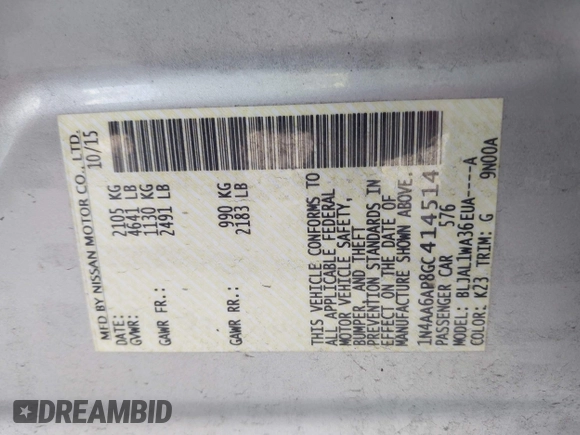 MFD BY NISSAN MOTOR CO., LTD.
DATE: 10/15
GVWR: 2105 KG
4641 LB
GAWR FR: 1130 KG
2491 LB
GAWR RR: 990 KG
2183 LB
THIS VEHICLE CONFORMS TO
ALL APPLICABLE FEDERAL
MOTOR VEHICLE SAFETY,
BUMPER, AND THEFT
PREVENTION STANDARDS IN
EFFECT ON THE DATE OF
MANUFACTURE SHOWN ABOVE.
1N4AA6AP8GC414514
PASSENGER CAR 576
MODEL: BLJAL1WA36EUA----A
COLOR: K23 TRIM: G 9N00A
DREAMBID